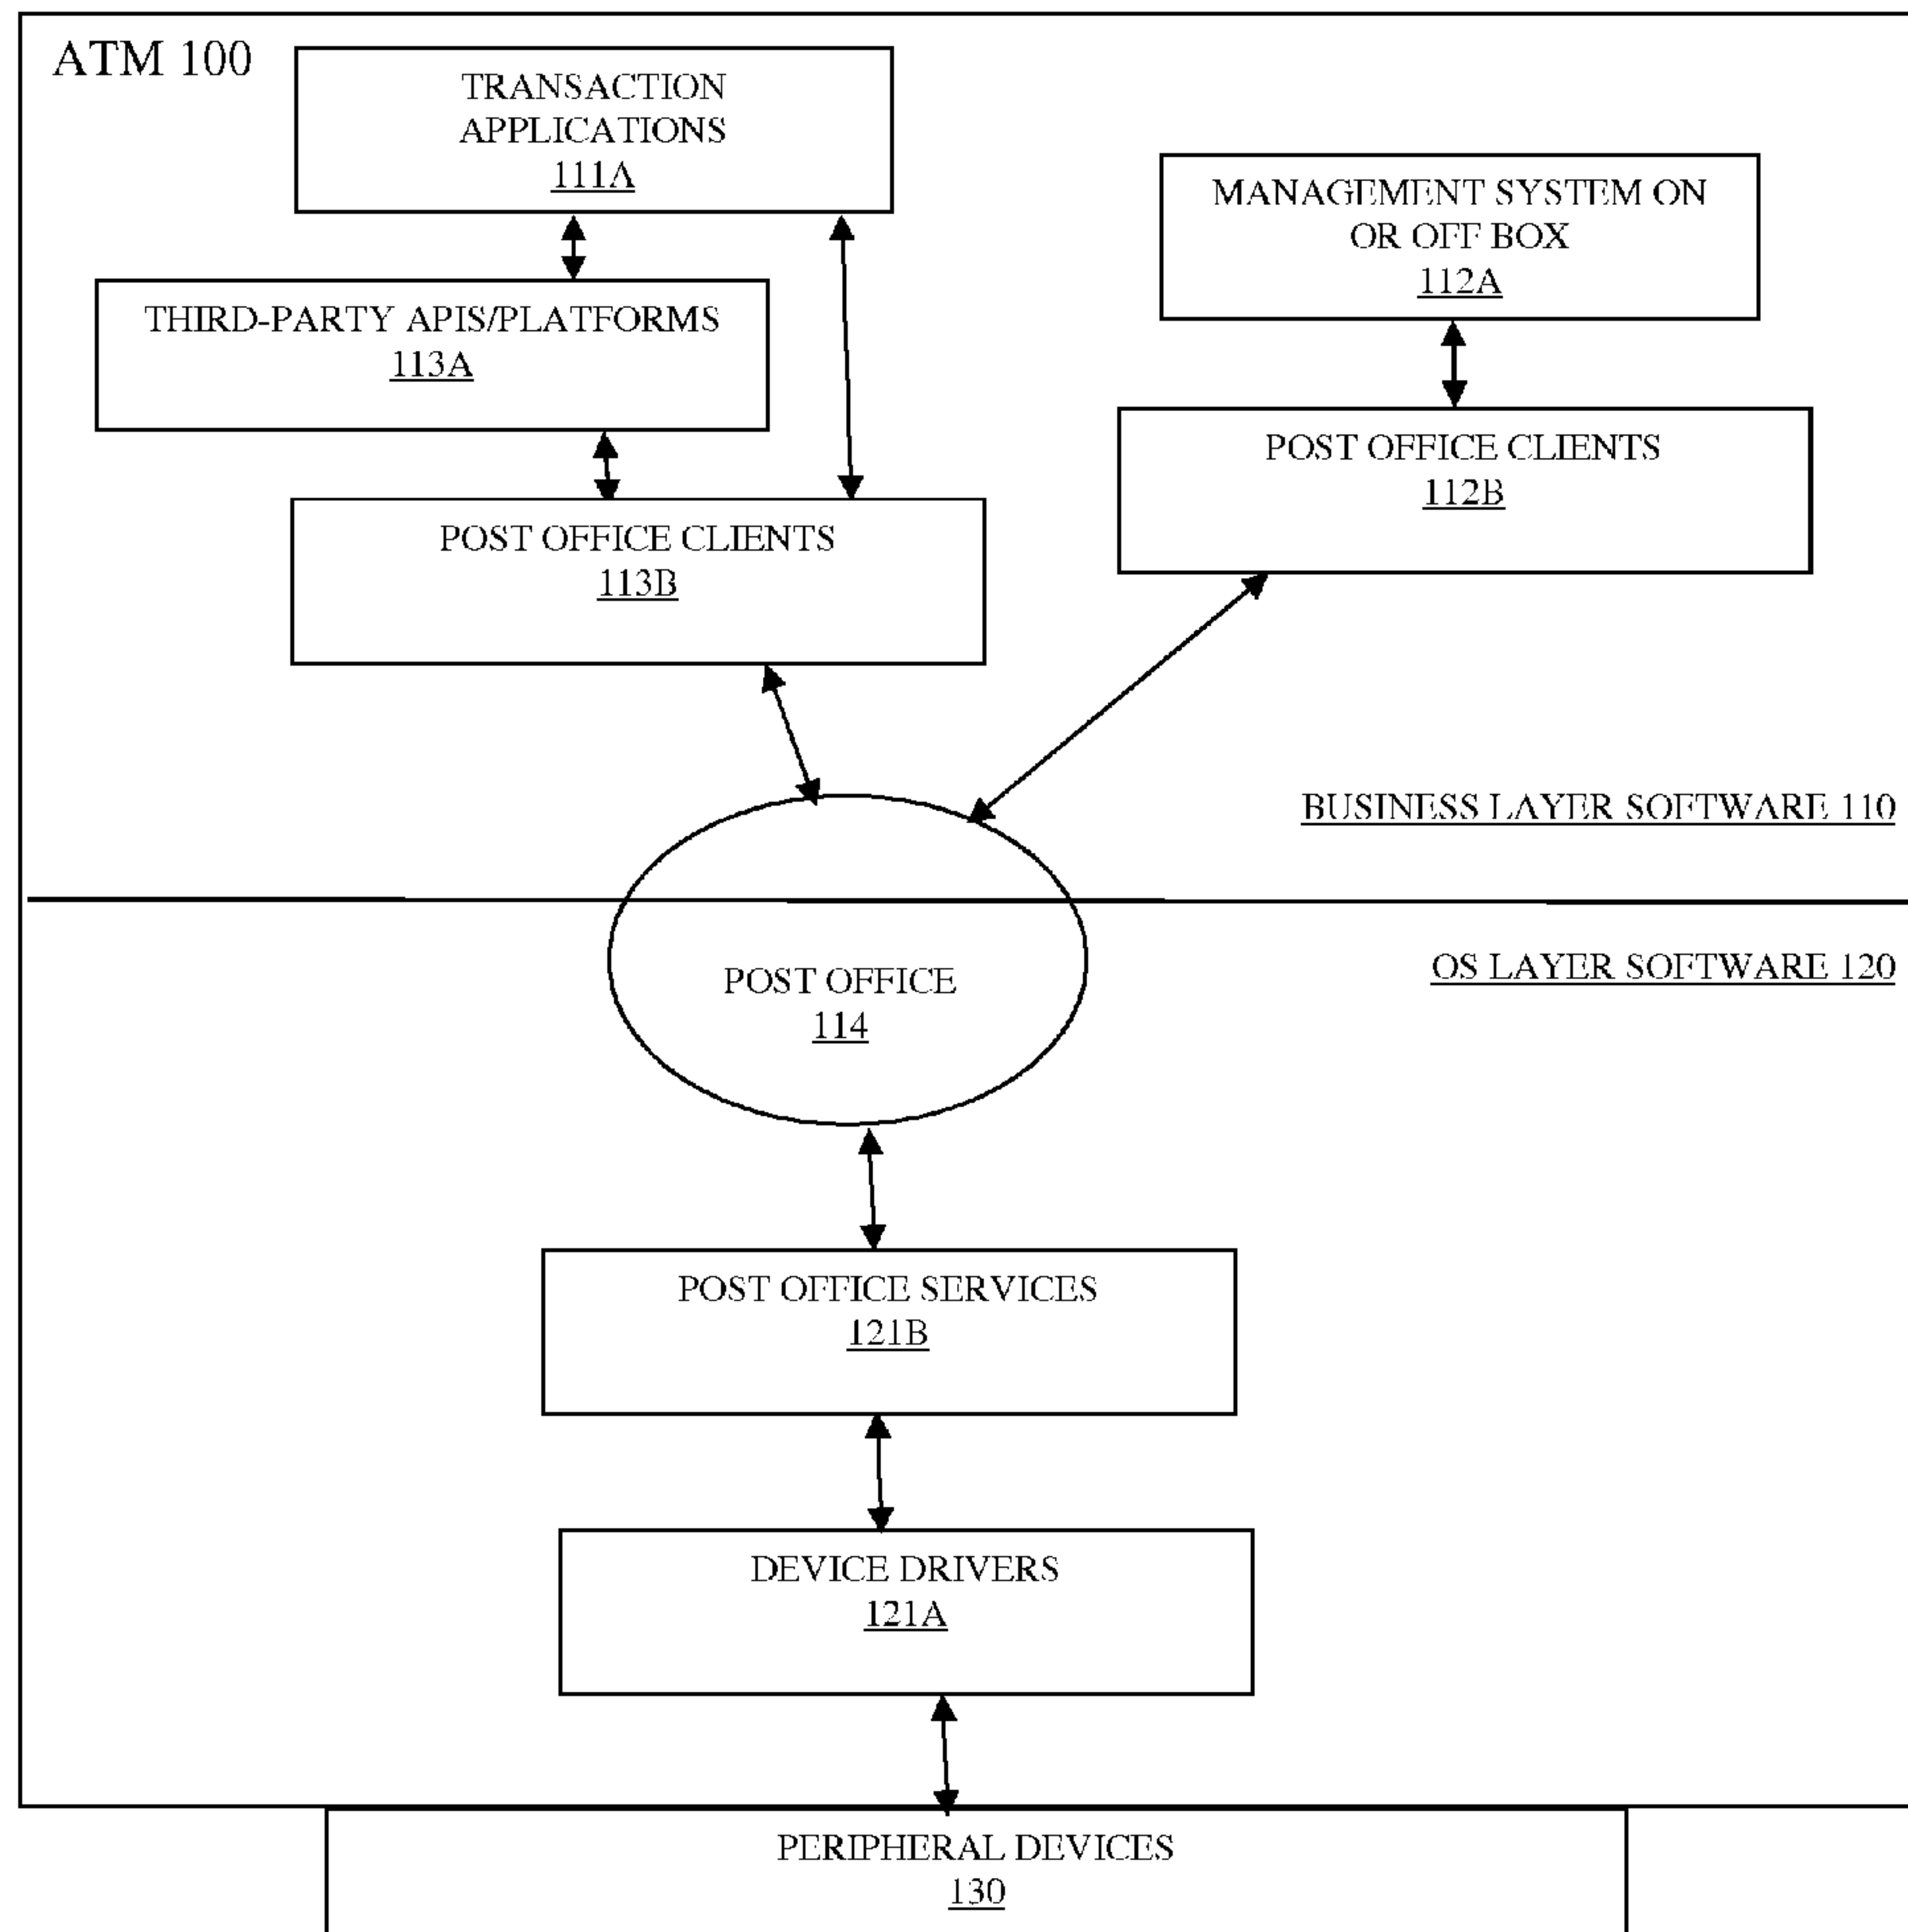 ATM 100
TRANSACTION
APPLICATIONS
111A
MANAGEMENT SYSTEM ON
OR OFF BOX
112A
THIRD-PARTY APIS/PLATFORMS
113A
POST OFFICE CLIENTS
112B
POST OFFICE CLIENTS
113B
BUSINESS LAYER SOFTWARE 110
OS LAYER SOFTWARE 120
POST OFFICE
114
POST OFFICE SERVICES
121B
DEVICE DRIVERS
121A
PERIPHERAL DEVICES
130